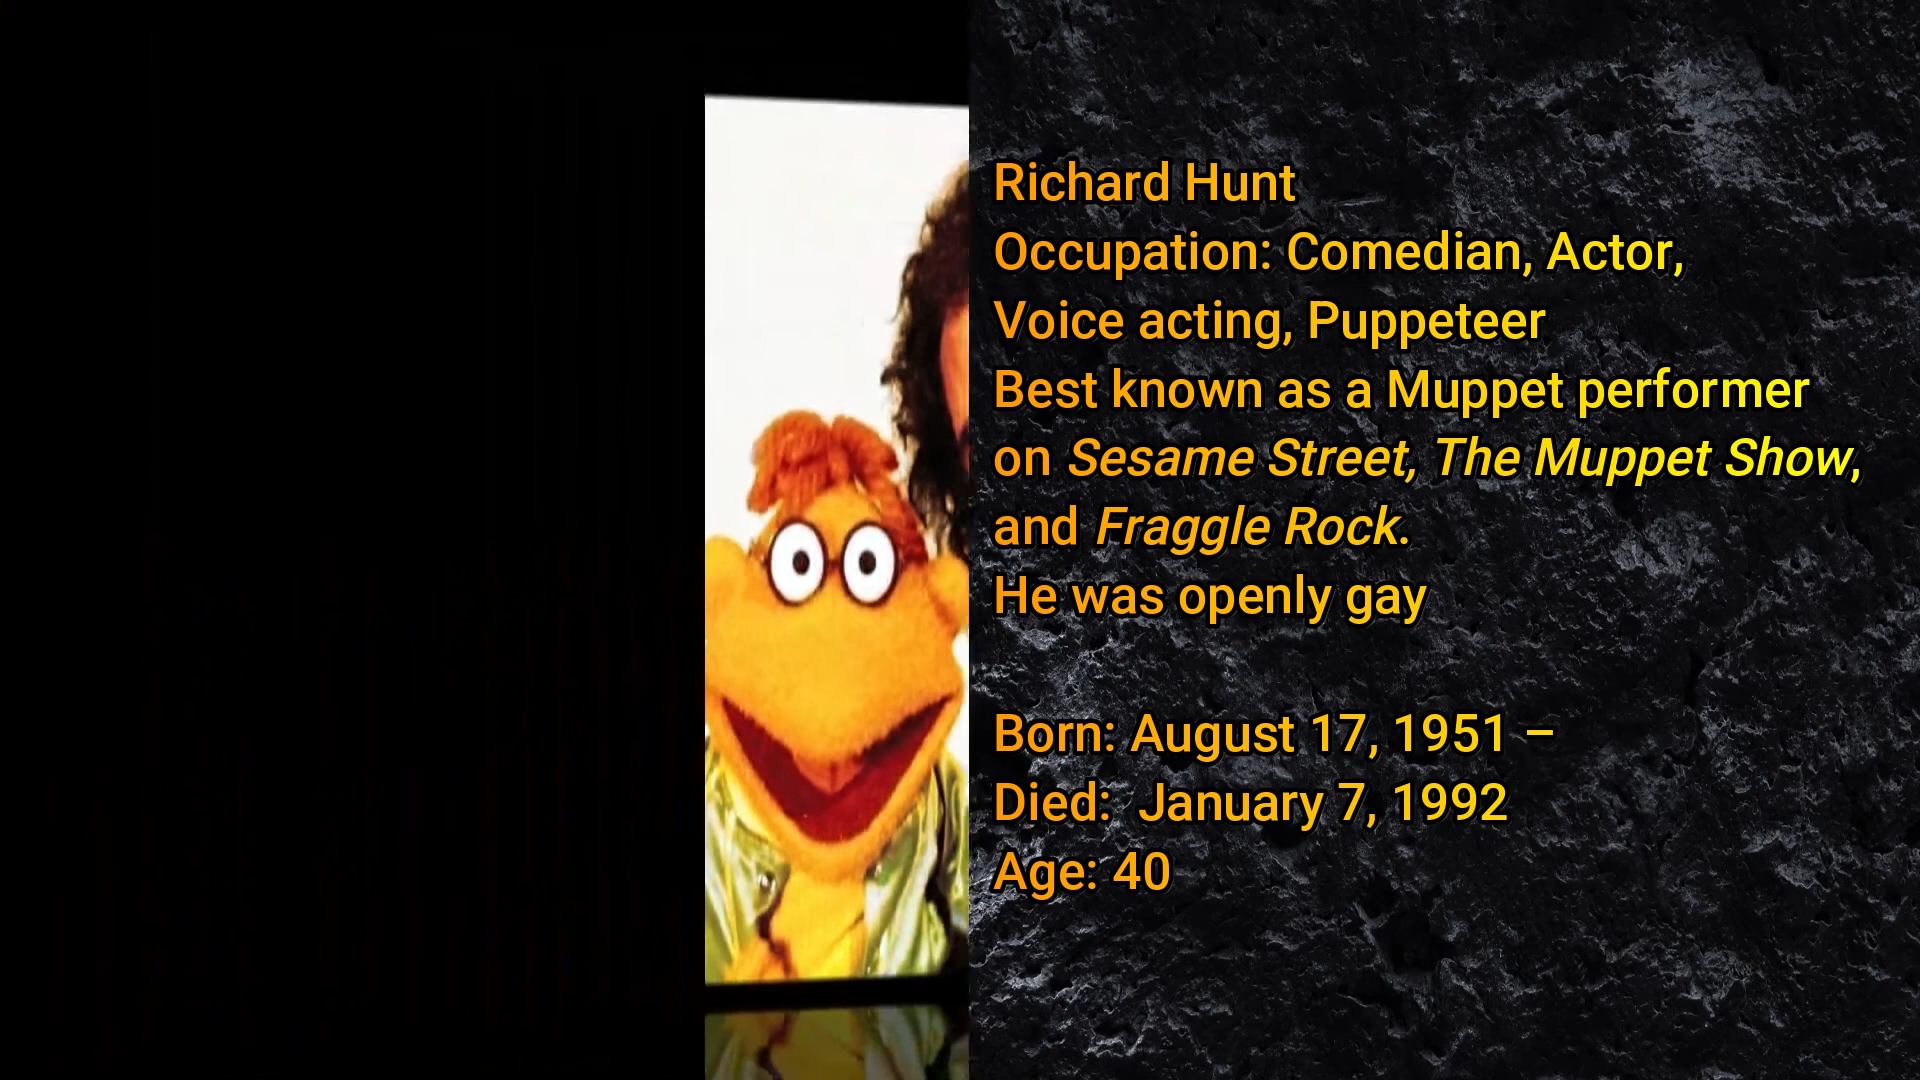 Richard Hunt
Occupation: Comedian, Actor,
Voice acting, Puppeteer
Best known as a Muppet performer
on Sesame Street, The Muppet Show,
and Fraggle Rock.
He was openly gay
Born: August 17, 1951 –
Died:  January 7, 1992
Age: 40